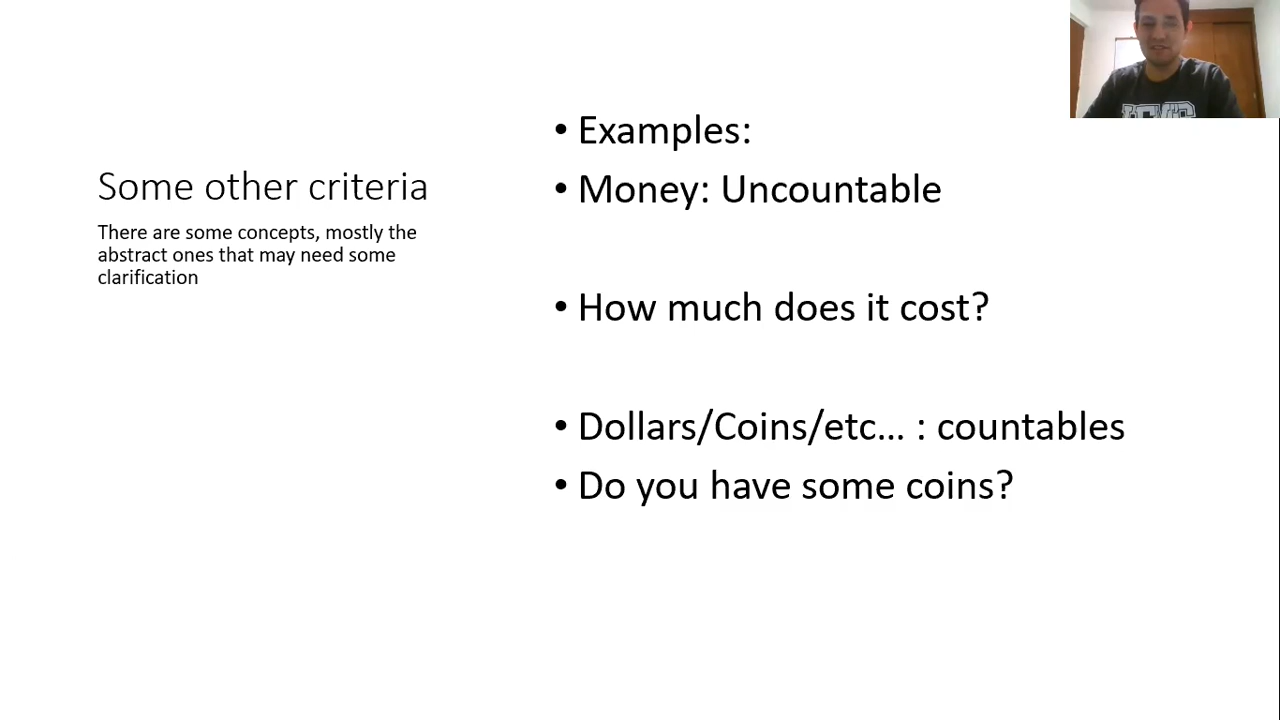 Some other criteria
There are some concepts, mostly the
abstract ones that may need some
clarification
• Examples:
• Money: Uncountable
• How much does it cost?
• Dollars/Coins/etc... : countables
• Do you have some coins?